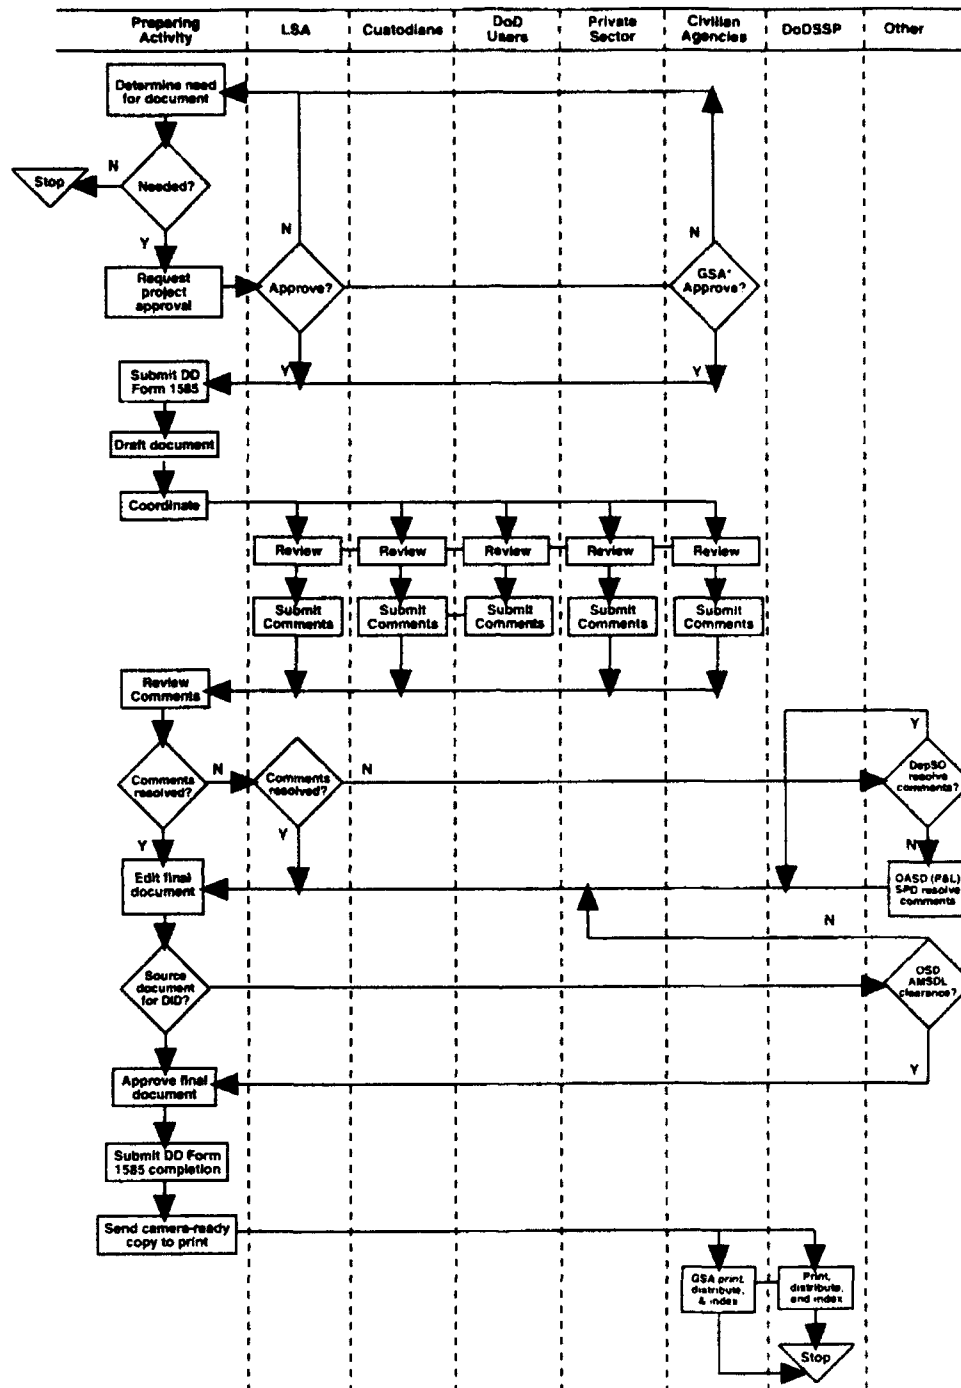 Preparing
Activity
LSA
Custodians
DoD
Users
Private
Sector
Civilian
Agencies
DoDSSP
Other
Determine need
for document
N
Stop
Needed?
Y
N
N
Request
project
approval
Approve?
GSA*
Approve?
Submit DD
Form 1585
Y
Y
Draft document
Coordinate
Review
Review
Review
Review
Review
Submit
Comments
Submit
Comments
Submit
Comments
Submit
Comments
Submit
Comments
Review
Comments
Y
Comments
resolved?
N
Comments
resolved?
N
DepSO
resolve
comments?
Y
Y
N
Edit final
document
OASD (P&L)
SPD resolve
comments
N
Source
document
for DID?
OSD
AMSDL
clearance?
Y
Approve final
document
Submit DD Form
1585 completion
Send camera-ready
copy to print
GSA print,
distribute,
& index
Print,
distribute,
and index
Stop